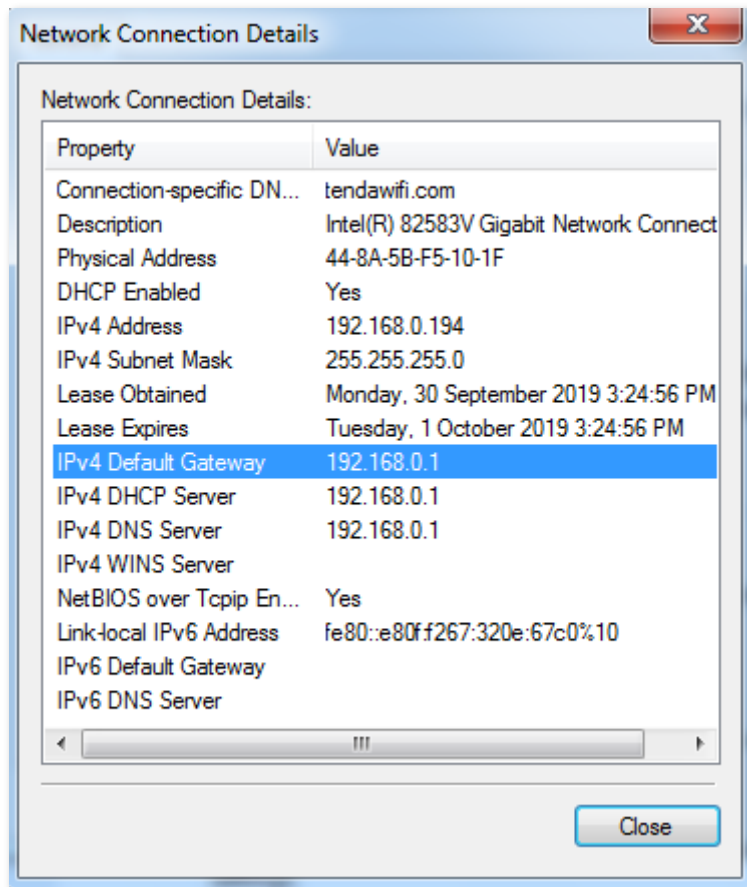 Network Connection Details
Network Connection Details:
Property Value
Connection-specific DN... tendawifi.com
Description Intel(R) 82583V Gigabit Network Connect
Physical Address 44-8A-5B-F5-10-1F
DHCP Enabled Yes
IPv4 Address 192.168.0.194
IPv4 Subnet Mask 255.255.255.0
Lease Obtained Monday, 30 September 2019 3:24:56 PM
Lease Expires Tuesday, 1 October 2019 3:24:56 PM
IPv4 Default Gateway 192.168.0.1
IPv4 DHCP Server 192.168.0.1
IPv4 DNS Server 192.168.0.1
IPv4 WINS Server
NetBIOS over Tcpip En... Yes
Link-local IPv6 Address fe80::e80f:f267:320e:67c0%10
IPv6 Default Gateway
IPv6 DNS Server
Close